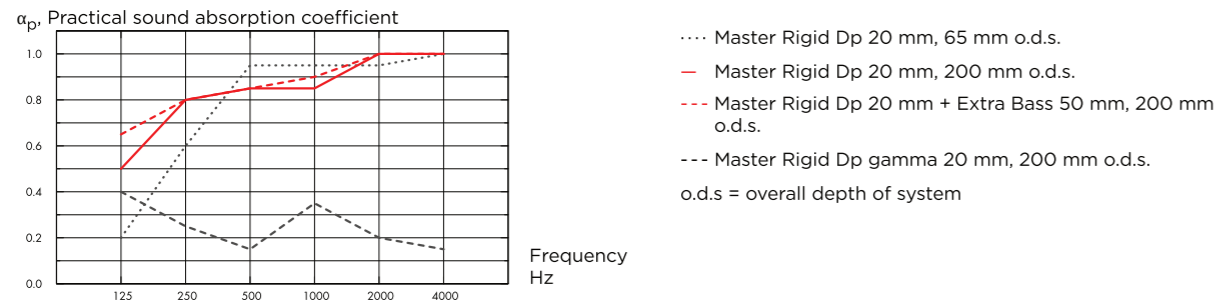 αp, Practical sound absorption coefficient
1.0
0.8
0.6
0.4
0.2
0.0
125 250 500 1000 2000 4000
Frequency
Hz
Master Rigid Dp 20 mm, 65 mm o.d.s.
Master Rigid Dp 20 mm, 200 mm o.d.s.
Master Rigid Dp 20 mm + Extra Bass 50 mm, 200 mm
o.d.s.
Master Rigid Dp gamma 20 mm, 200 mm o.d.s.
o.d.s = overall depth of system